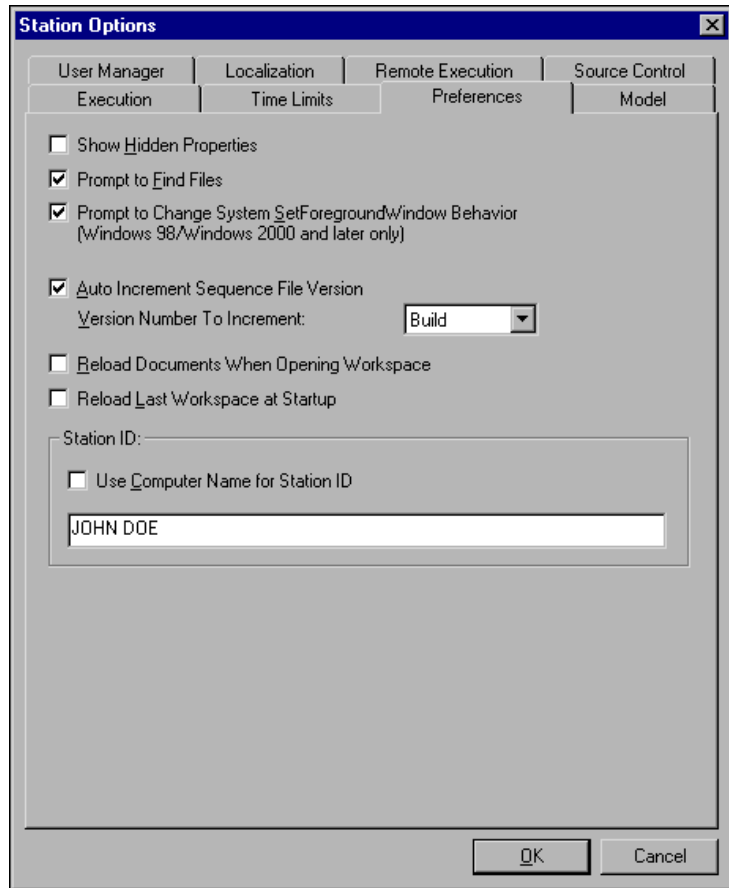 Station Options
User Manager
Localization
Remote Execution
Source Control
Execution
Time Limits
Preferences
Model
Show Hidden Properties
Prompt to Find Files
Prompt to Change System SetForegroundWindow Behavior
(Windows 98/Windows 2000 and later only)
Auto Increment Sequence File Version
Version Number To Increment:
Build
Reload Documents When Opening Workspace
Reload Last Workspace at Startup
Station ID:
Use Computer Name for Station ID
JOHN DOE
OK
Cancel